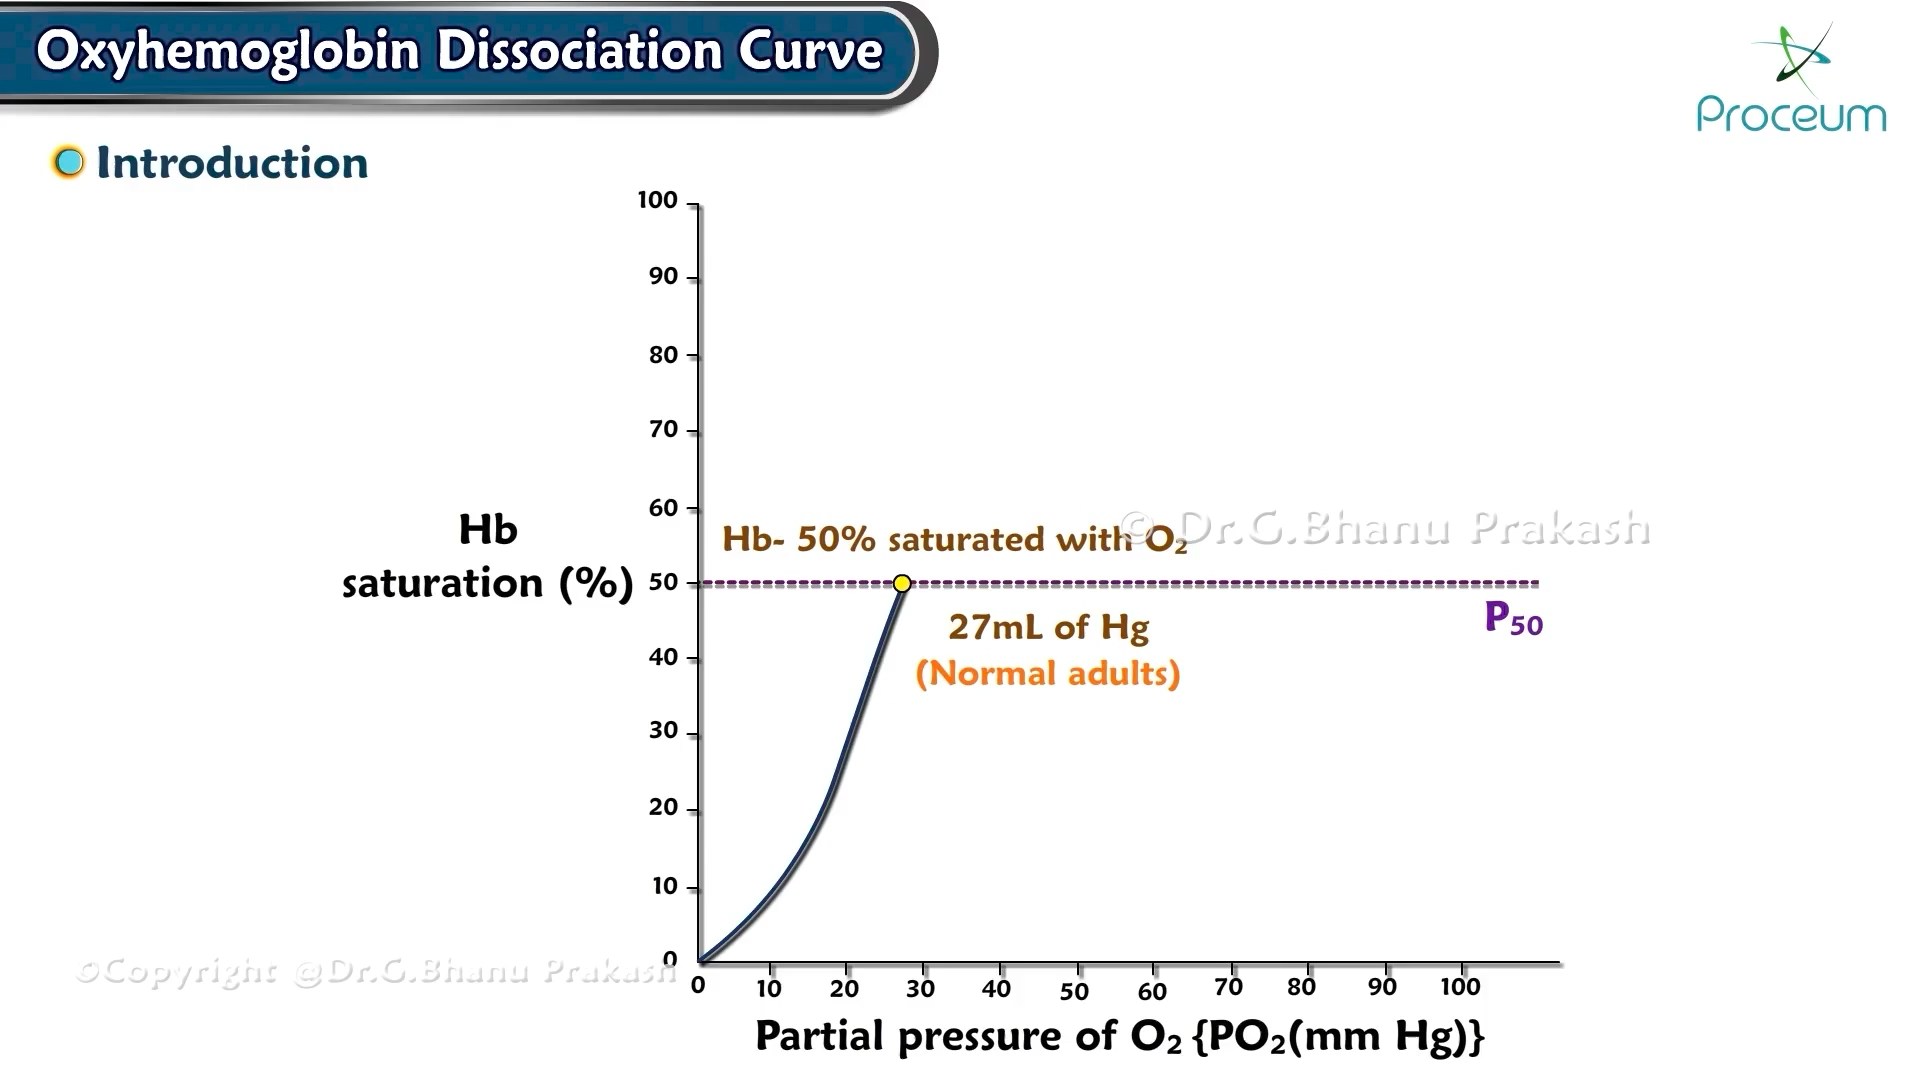 Oxyhemoglobin Dissociation Curve
Proceum
Introduction
100
90
80
70
60
50
40
30
20
10
0
Hb
saturation (%)
Hb- 50% saturated with O₂
© Dr.G.Bhanu Prakash
P₅₀
27mL of Hg
(Normal adults)
©Copyright @Dr.G.Bhanu Prakash
0 10 20 30 40 50 60 70 80 90 100
Partial pressure of O₂ {PO₂(mm Hg)}